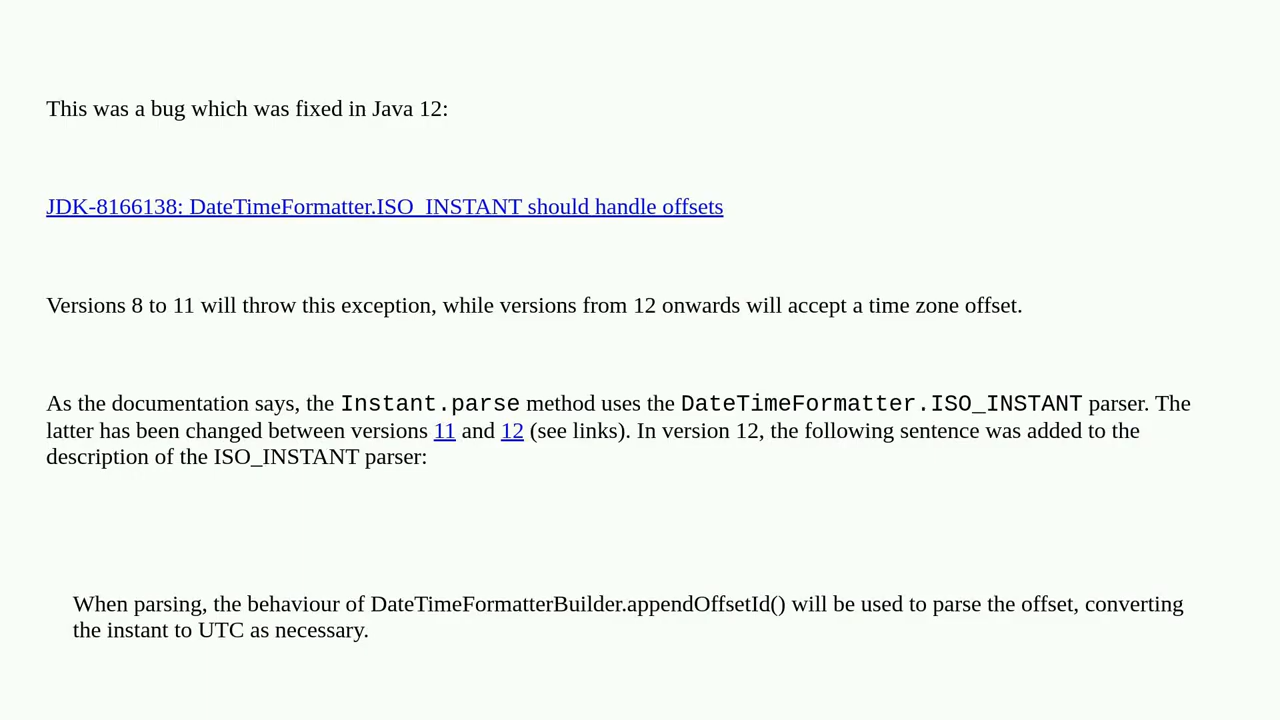 This was a bug which was fixed in Java 12:
JDK-8166138: DateTimeFormatter.ISO_INSTANT should handle offsets
Versions 8 to 11 will throw this exception, while versions from 12 onwards will accept a time zone offset.
As the documentation says, the Instant.parse method uses the DateTimeFormatter.ISO_INSTANT parser. The
latter has been changed between versions 11 and 12 (see links). In version 12, the following sentence was added to the
description of the ISO_INSTANT parser:
When parsing, the behaviour of DateTimeFormatterBuilder.appendOffsetId() will be used to parse the offset, converting
the instant to UTC as necessary.